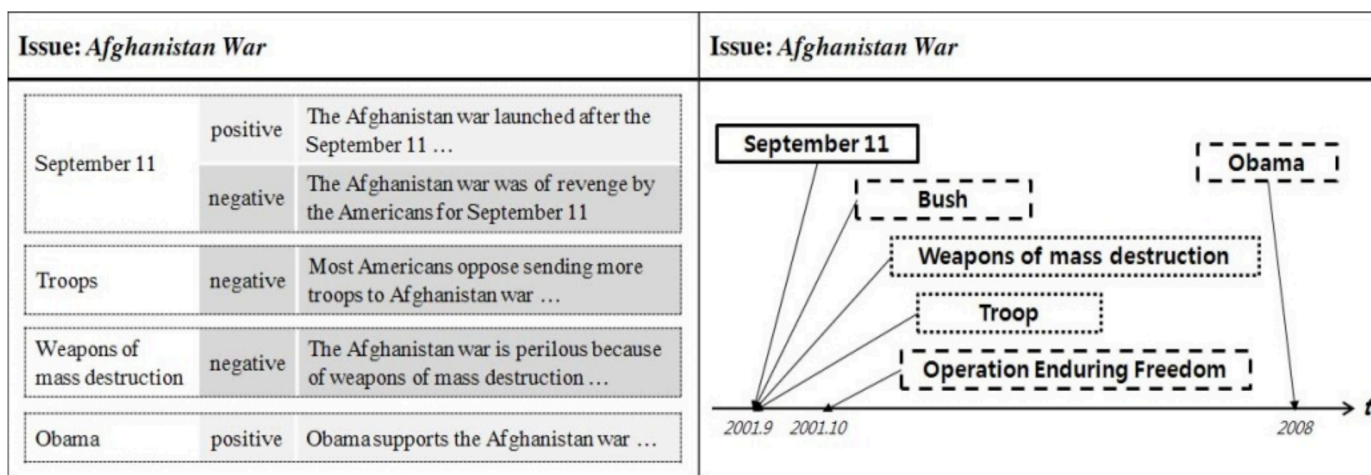 Issue: Afghanistan War
September 11
positive
The Afghanistan war launched after the
September 11 ...
negative
The Afghanistan war was of revenge by
the Americans for September 11
Troops
negative
Most Americans oppose sending more
troops to Afghanistan war ...
Weapons of
mass destruction
negative
The Afghanistan war is perilous because
of weapons of mass destruction ...
Obama
positive
Obama supports the Afghanistan war ...
Issue: Afghanistan War
September 11
Obama
Bush
Weapons of mass destruction
Troop
Operation Enduring Freedom
t
2001.9
2001.10
2008